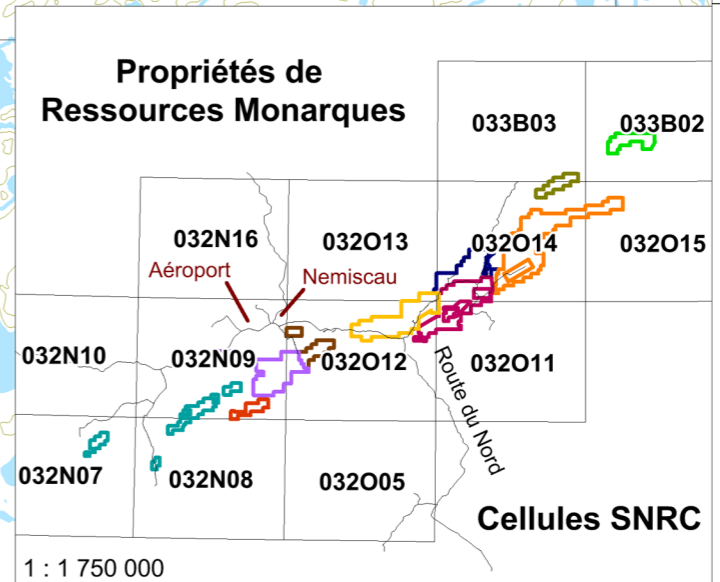 Propriétés de
Ressources Monarques
033B03
033B02
032N16
032O13
032O14
032O15
Aéroport
Nemiscau
032N10
032N09
032O12
032O11
Route du Nord
032N07
032N08
032O05
Cellules SNRC
1 : 1 750 000